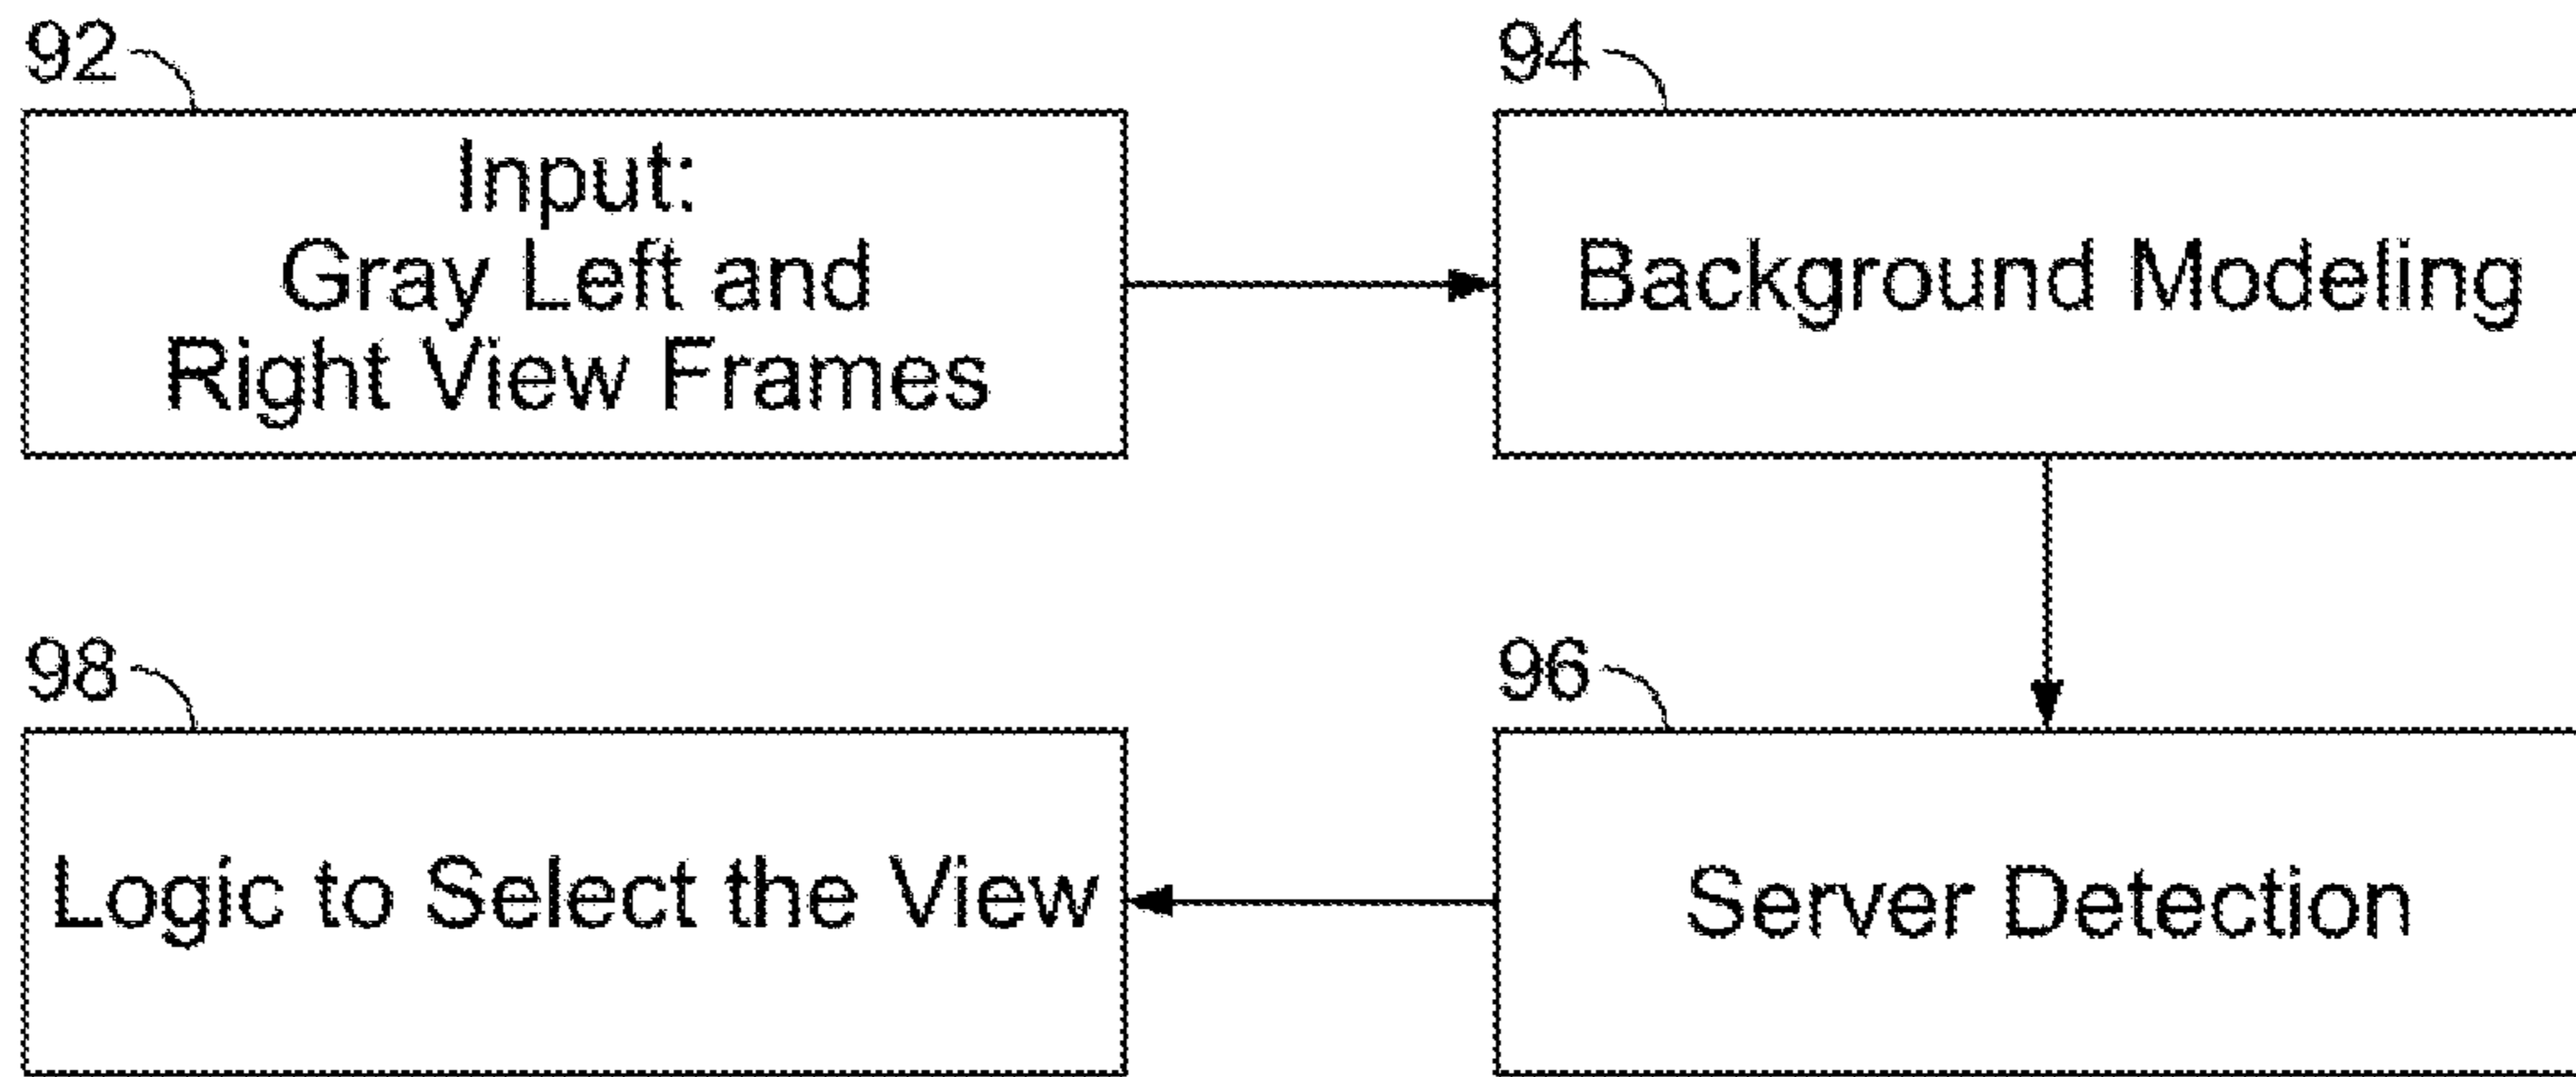 92
Input:
Gray Left and
Right View Frames
94
Background Modeling
98
Logic to Select the View
96
Server Detection